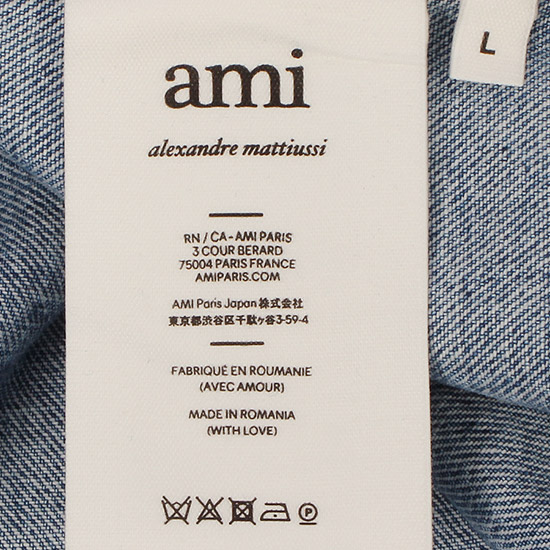 ami
L
alexandre mattiussi
RN / CA - AMI PARIS
3 COUR BERARD
75004 PARIS FRANCE
AMIPARIS.COM
AMI Paris Japan 株式会社
東京都渋谷区千駄ヶ谷3-59-4
FABRIQUÉ EN ROUMANIE
(AVEC AMOUR)
MADE IN ROMANIA
(WITH LOVE)
P